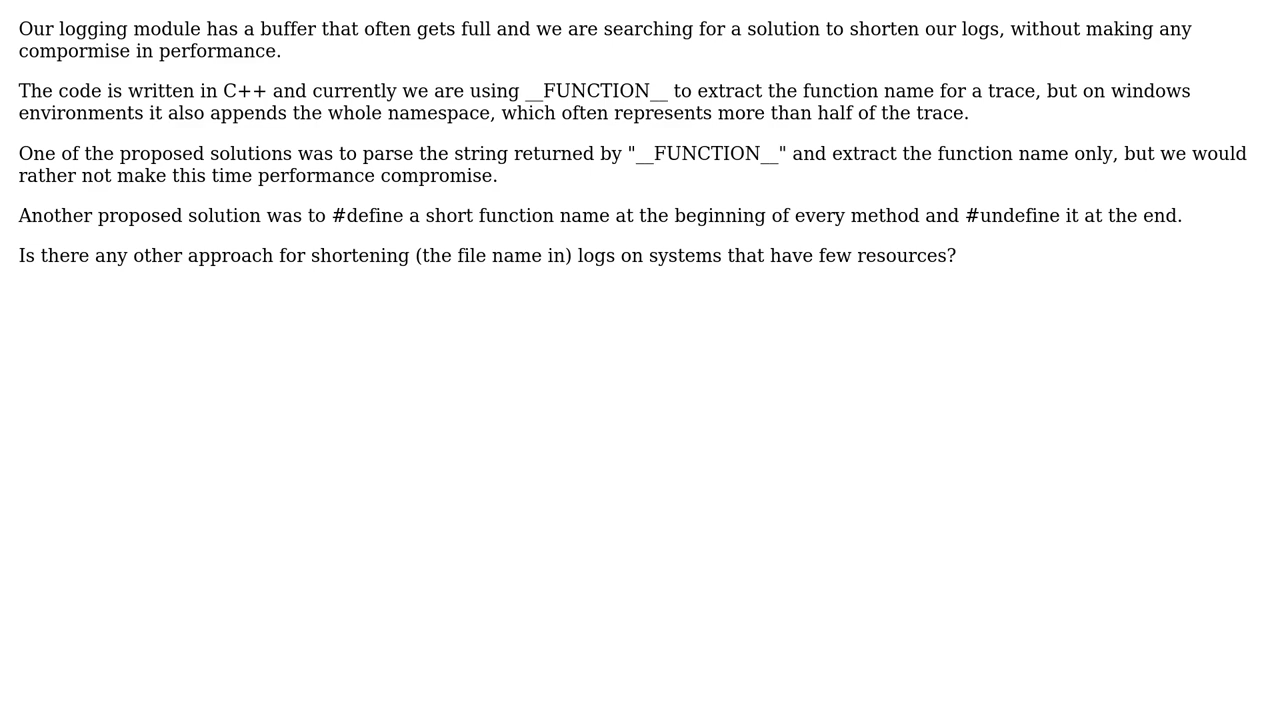 Our logging module has a buffer that often gets full and we are searching for a solution to shorten our logs, without making any
compormise in performance.
The code is written in C++ and currently we are using __FUNCTION__ to extract the function name for a trace, but on windows
environments it also appends the whole namespace, which often represents more than half of the trace.
One of the proposed solutions was to parse the string returned by "__FUNCTION__" and extract the function name only, but we would
rather not make this time performance compromise.
Another proposed solution was to #define a short function name at the beginning of every method and #undefine it at the end.
Is there any other approach for shortening (the file name in) logs on systems that have few resources?